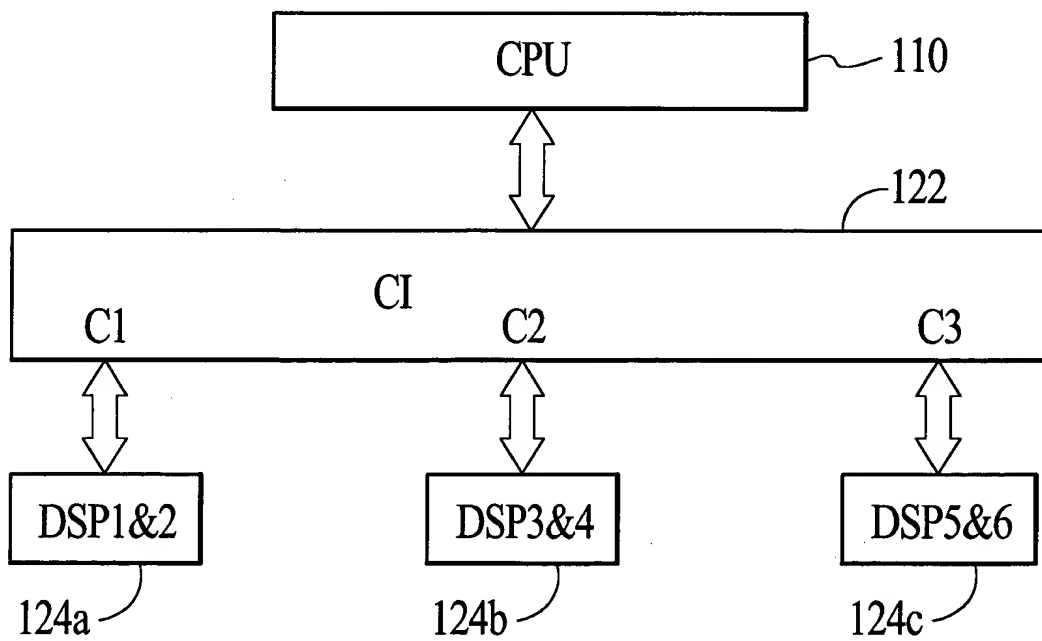 CPU
110
122
CI
C1
C2
C3
DSP1&2
DSP3&4
DSP5&6
124a
124b
124c